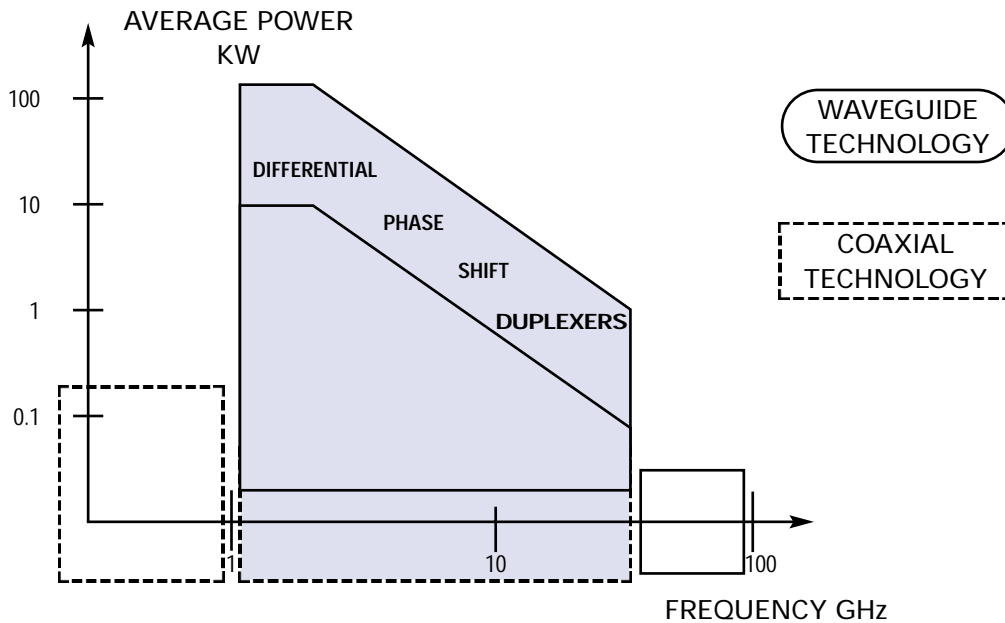 AVERAGE POWER
KW
100
10
1
0.1
DIFFERENTIAL
PHASE
SHIFT
DUPLEXERS
WAVEGUIDE
TECHNOLOGY
COAXIAL
TECHNOLOGY
1
10
100
FREQUENCY GHz